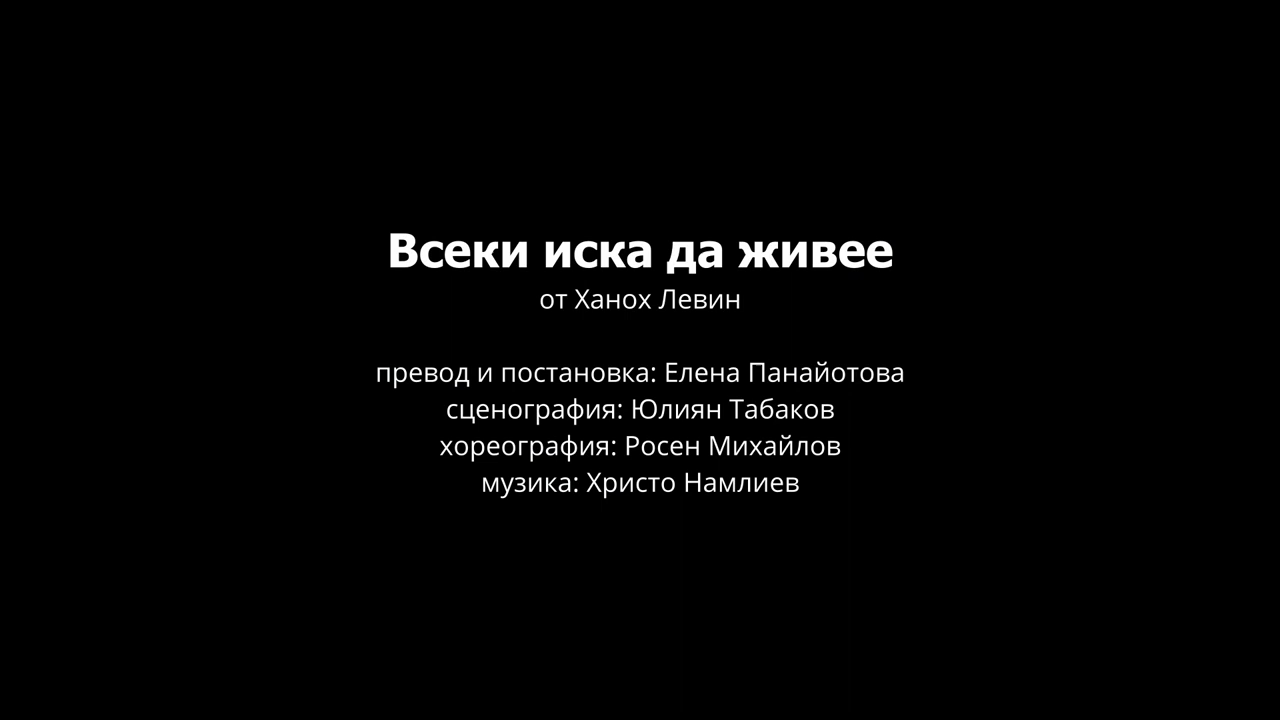 Всеки иска да живее
от Ханох Левин
превод и постановка: Елена Панайотова
сценография: Юлиян Табаков
хореография: Росен Михайлов
музика: Христо Намлиев